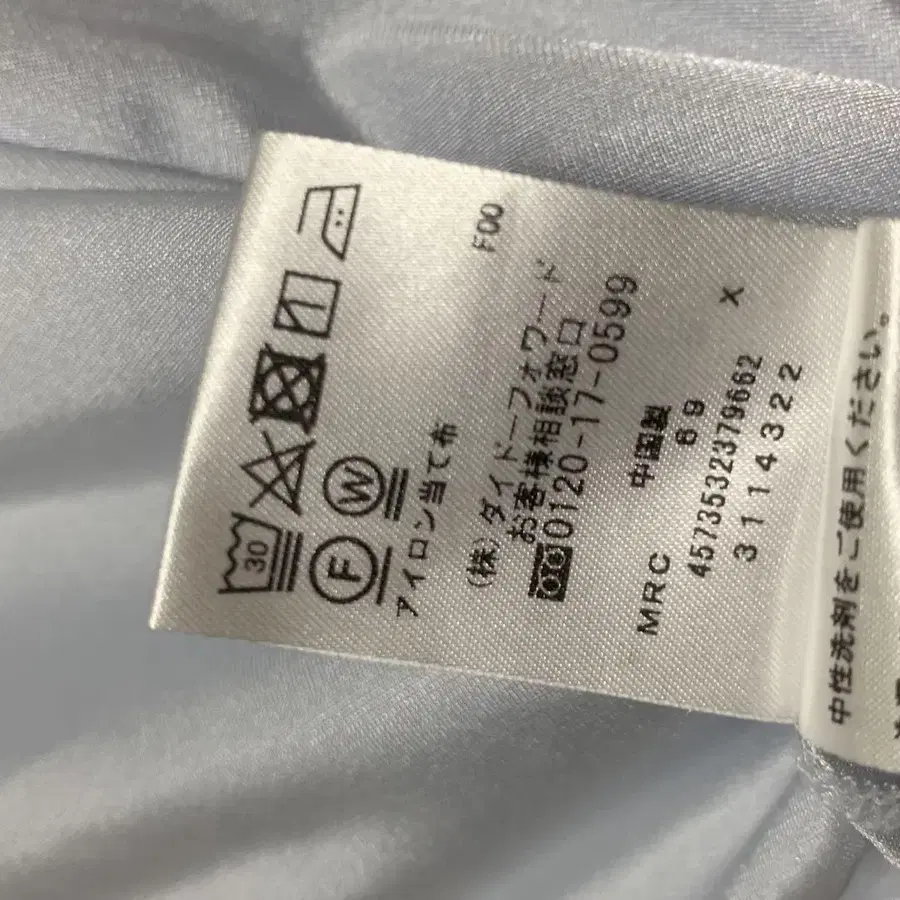 30
W
F
アイロン当て布
F00
(株)ダイドーフォワード
お客様相談窓口
0120-17-0599
中国製
69
MRC
4573532379662
3114322
x
中性洗剤をご使用ください。